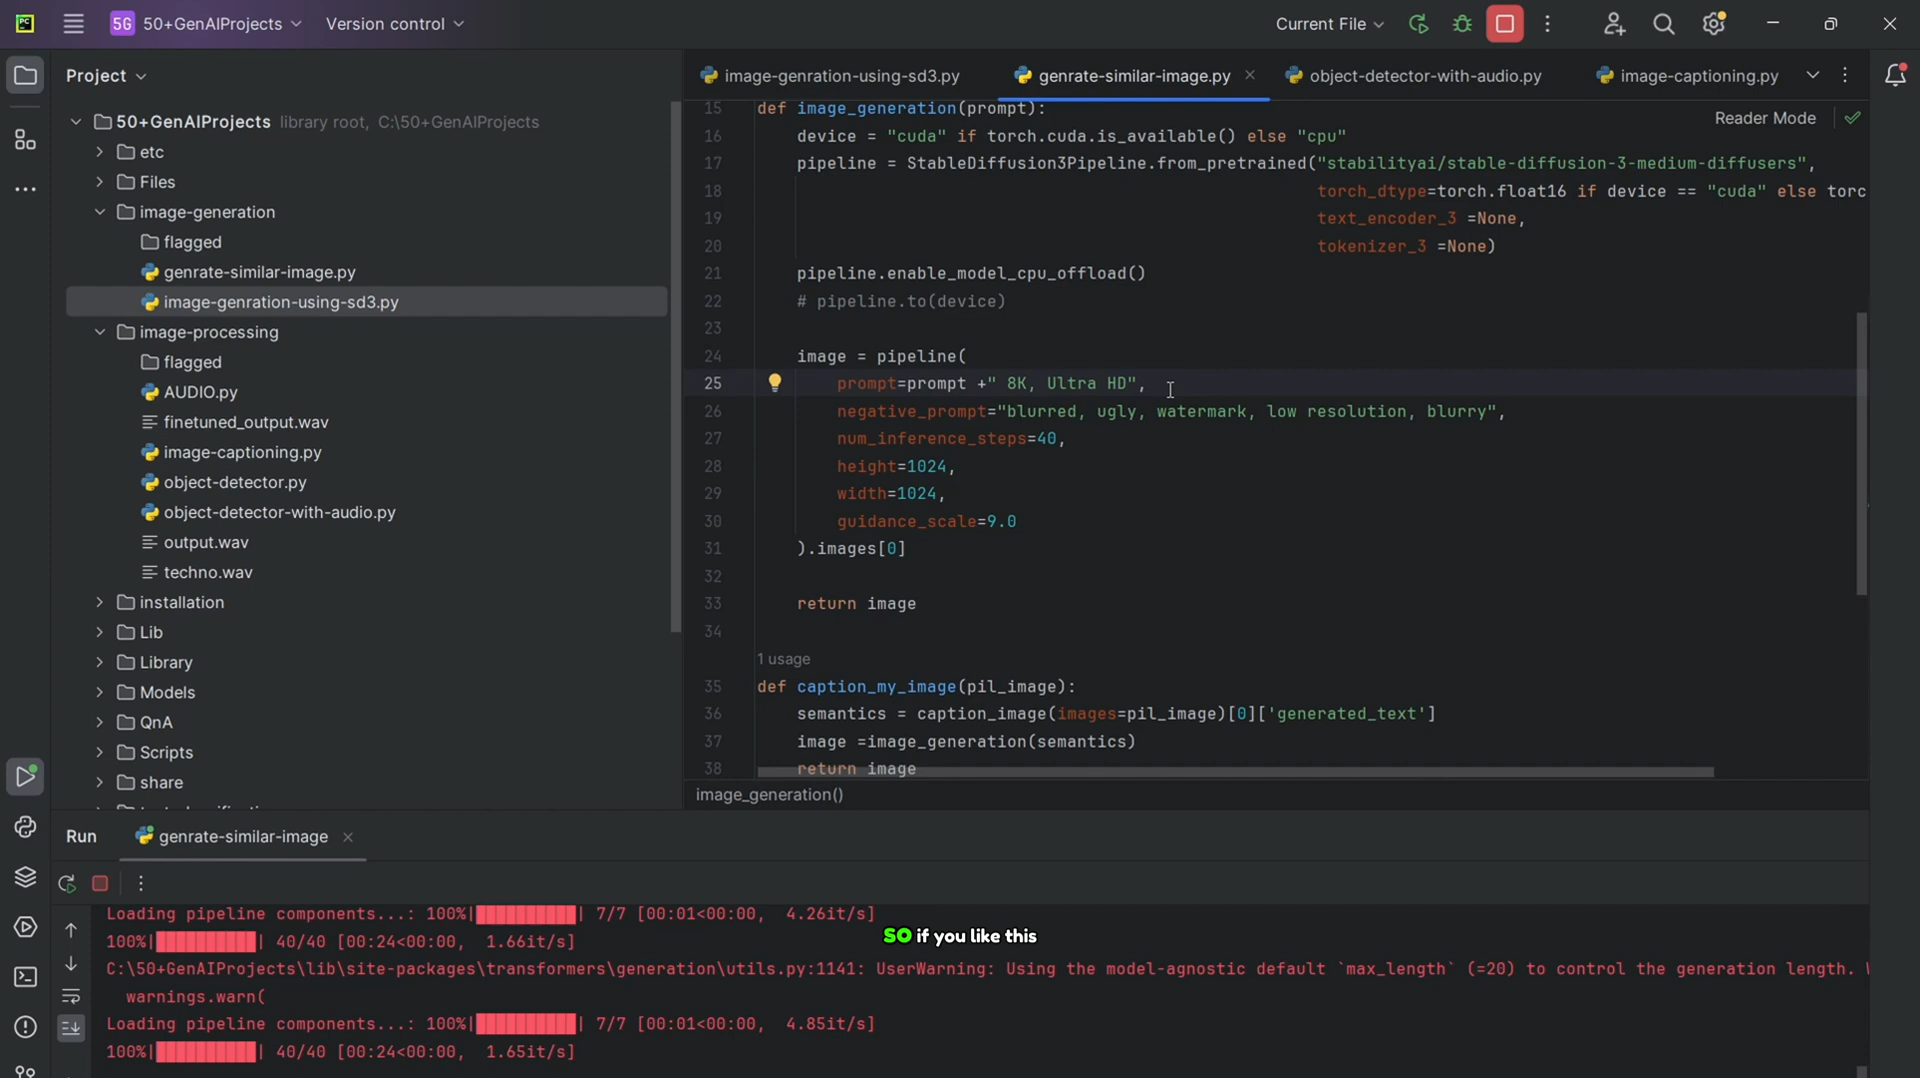 PC
5G 50+GenAIProjects Version control Current File
Project
50+GenAIProjects library root, C:\50+GenAIProjects
etc
Files
image-generation
flagged
genrate-similar-image.py
image-genration-using-sd3.py
image-processing
flagged
AUDIO.py
finetuned_output.wav
image-captioning.py
object-detector.py
object-detector-with-audio.py
output.wav
techno.wav
installation
Lib
Library
Models
QnA
Scripts
share
image-genration-using-sd3.py genrate-similar-image.py object-detector-with-audio.py image-captioning.py
Reader Mode
15 def image_generation(prompt):
16 device = "cuda" if torch.cuda.is_available() else "cpu"
17 pipeline = StableDiffusion3Pipeline.from_pretrained("stabilityai/stable-diffusion-3-medium-diffusers",
18 torch_dtype=torch.float16 if device == "cuda" else torc
19 text_encoder_3 =None,
20 tokenizer_3 =None)
21 pipeline.enable_model_cpu_offload()
22 # pipeline.to(device)
23
24 image = pipeline(
25 prompt=prompt +" 8K, Ultra HD",
26 negative_prompt="blurred, ugly, watermark, low resolution, blurry",
27 num_inference_steps=40,
28 height=1024,
29 width=1024,
30 guidance_scale=9.0
31 ).images[0]
32
33 return image
34
1 usage
35 def caption_my_image(pil_image):
36 semantics = caption_image(images=pil_image)[0]['generated_text']
37 image =image_generation(semantics)
38 return image
image_generation()
Run genrate-similar-image
Loading pipeline components...: 100%|██████████| 7/7 [00:01<00:00, 4.26it/s]
100%|██████████| 40/40 [00:24<00:00, 1.66it/s]
C:\50+GenAIProjects\lib\site-packages\transformers\generation\utils.py:1141: UserWarning: Using the model-agnostic default `max_length` (=20) to control the generation length.
warnings.warn(
Loading pipeline components...: 100%|██████████| 7/7 [00:01<00:00, 4.85it/s]
100%|██████████| 40/40 [00:24<00:00, 1.65it/s]
SO if you like this